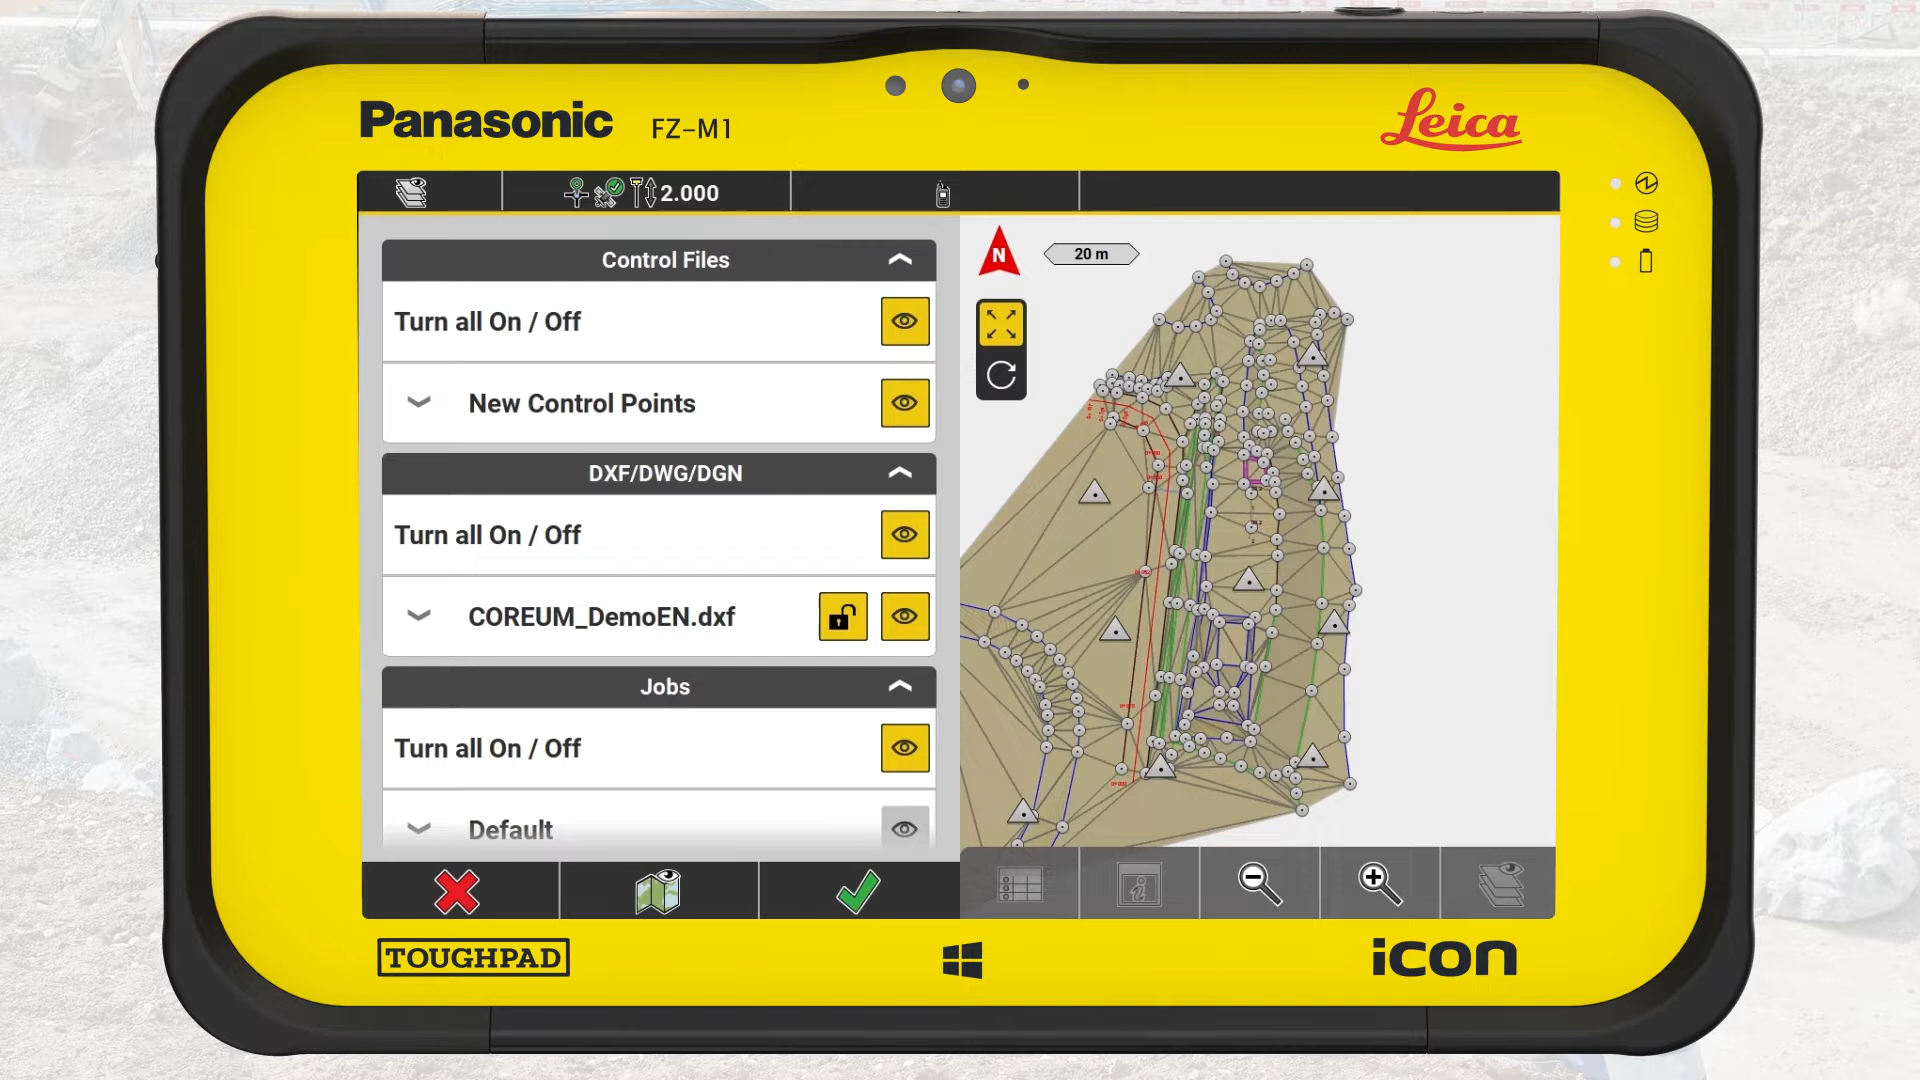 Panasonic FZ-M1
Leica
2.000
Control Files
Turn all On / Off
New Control Points
DXF/DWG/DGN
Turn all On / Off
COREUM_DemoEN.dxf
Jobs
Turn all On / Off
Default
N
20 m
TOUGHPAD
icon